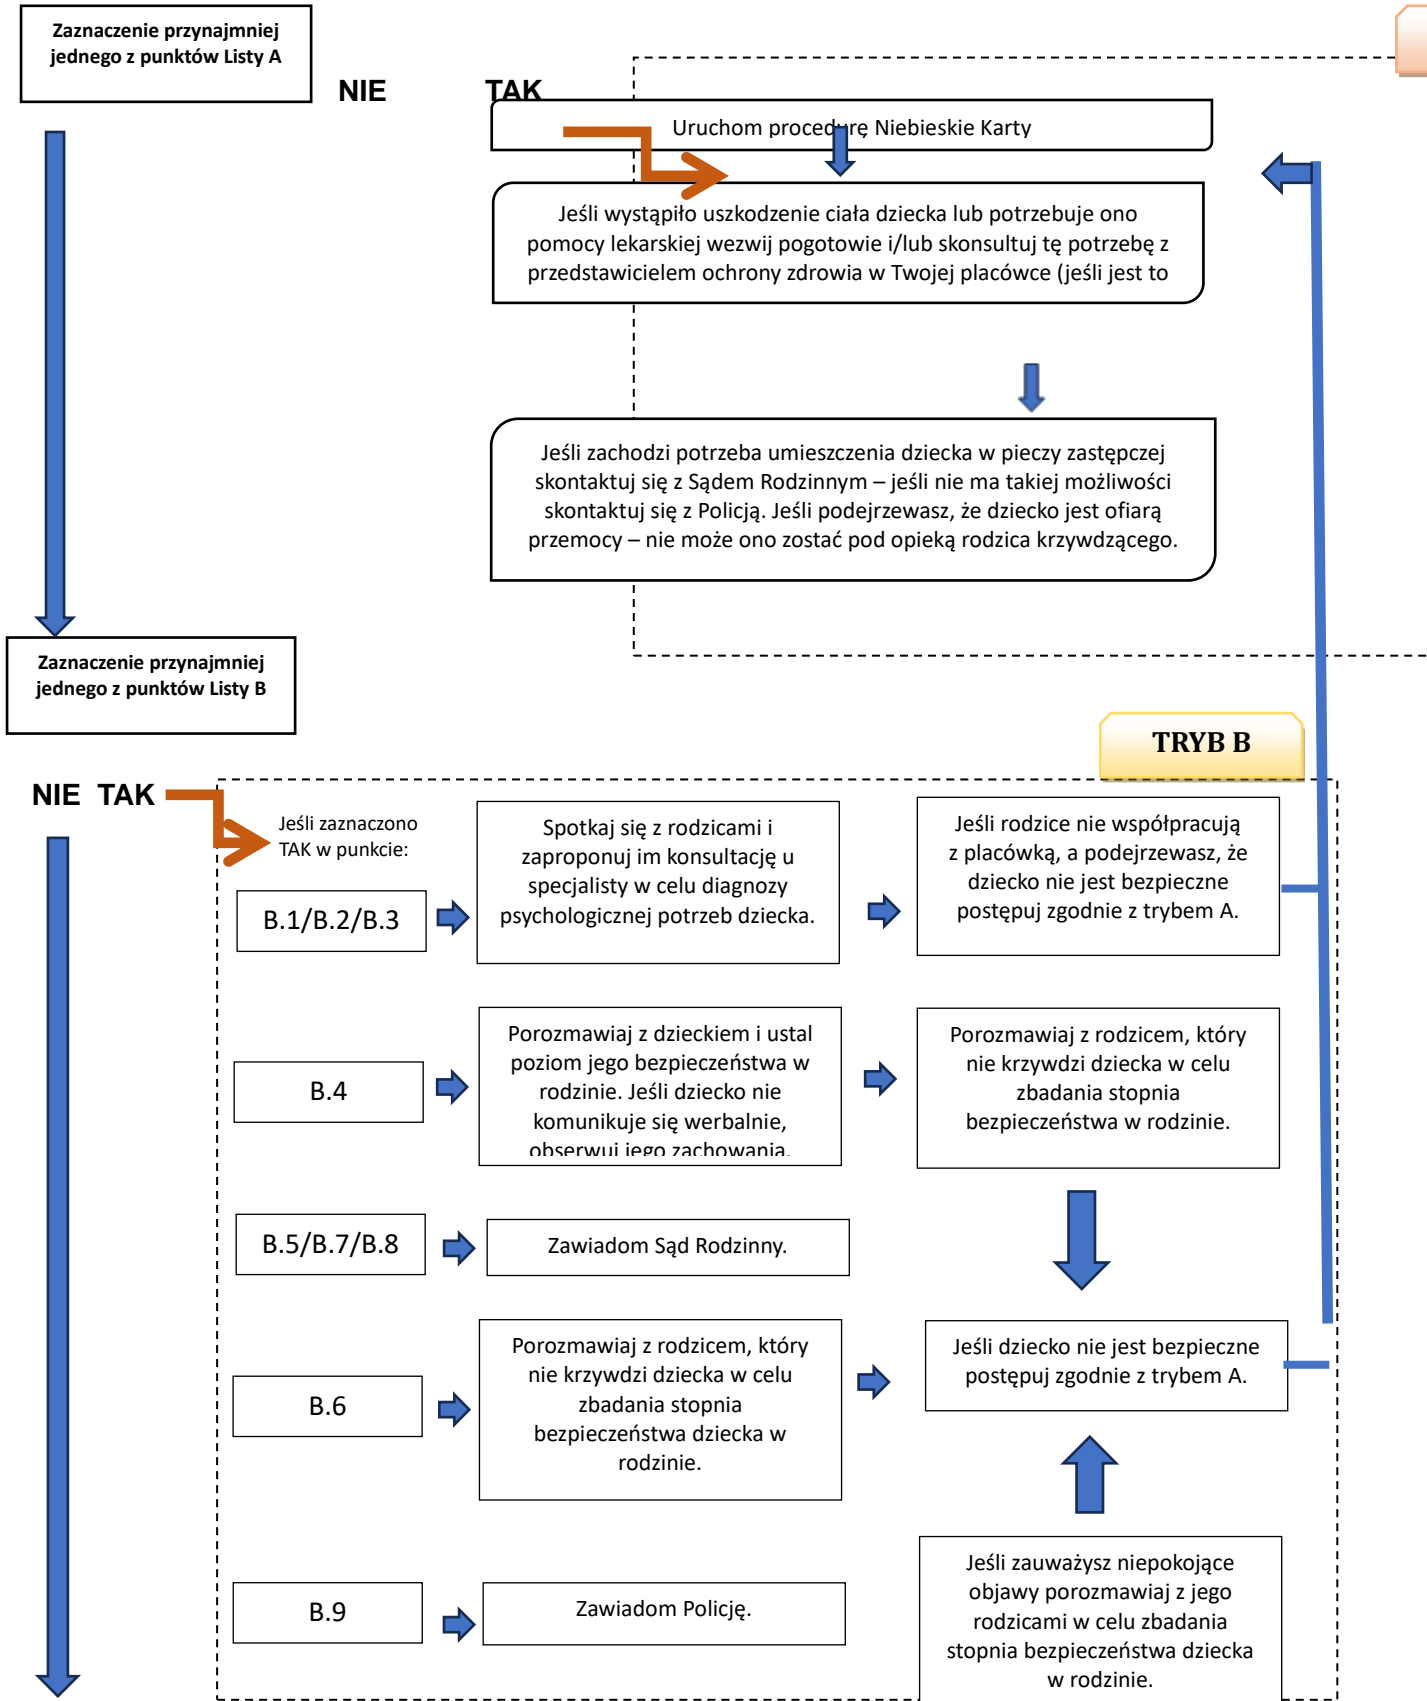 Zaznaczenie przynajmniej
jednego z punktów Listy A
NIE
TAK
Uruchom procedurę Niebieskie Karty
Jeśli wystąpiło uszkodzenie ciała dziecka lub potrzebuje ono
pomocy lekarskiej wezwij pogotowie i/lub skonsultuj tę potrzebę z
przedstawicielem ochrony zdrowia w Twojej placówce (jeśli jest to
Jeśli zachodzi potrzeba umieszczenia dziecka w pieczy zastępczej
skontaktuj się z Sądem Rodzinnym – jeśli nie ma takiej możliwości
skontaktuj się z Policją. Jeśli podejrzewasz, że dziecko jest ofiarą
przemocy – nie może ono zostać pod opieką rodzica krzywdzącego.
Zaznaczenie przynajmniej
jednego z punktów Listy B
TRYB B
NIE TAK
Jeśli zaznaczono
TAK w punkcie:
B.1/B.2/B.3
Spotkaj się z rodzicami i
zaproponuj im konsultację u
specjalisty w celu diagnozy
psychologicznej potrzeb dziecka.
Jeśli rodzice nie współpracują
z placówką, a podejrzewasz, że
dziecko nie jest bezpieczne
postępuj zgodnie z trybem A.
B.4
Porozmawiaj z dzieckiem i ustal
poziom jego bezpieczeństwa w
rodzinie. Jeśli dziecko nie
komunikuje się werbalnie,
obserwuj jego zachowania.
Porozmawiaj z rodzicem, który
nie krzywdzi dziecka w celu
zbadania stopnia
bezpieczeństwa w rodzinie.
B.5/B.7/B.8
Zawiadom Sąd Rodzinny.
B.6
Porozmawiaj z rodzicem, który
nie krzywdzi dziecka w celu
zbadania stopnia
bezpieczeństwa dziecka w
rodzinie.
Jeśli dziecko nie jest bezpieczne
postępuj zgodnie z trybem A.
B.9
Zawiadom Policję.
Jeśli zauważysz niepokojące
objawy porozmawiaj z jego
rodzicami w celu zbadania
stopnia bezpieczeństwa dziecka
w rodzinie.